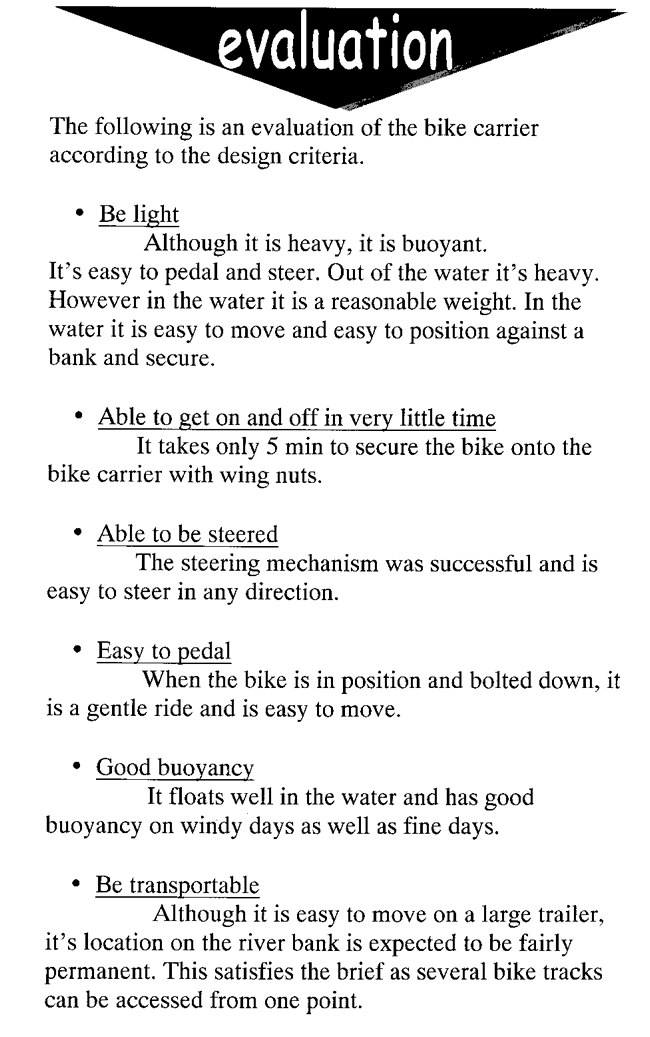 evaluation
The following is an evaluation of the bike carrier
according to the design criteria.
• Be light
Although it is heavy, it is buoyant.
It's easy to pedal and steer. Out of the water it's heavy.
However in the water it is a reasonable weight. In the
water it is easy to move and easy to position against a
bank and secure.
• Able to get on and off in very little time
It takes only 5 min to secure the bike onto the
bike carrier with wing nuts.
• Able to be steered
The steering mechanism was successful and is
easy to steer in any direction.
• Easy to pedal
When the bike is in position and bolted down, it
is a gentle ride and is easy to move.
• Good buoyancy
It floats well in the water and has good
buoyancy on windy days as well as fine days.
• Be transportable
Although it is easy to move on a large trailer,
it's location on the river bank is expected to be fairly
permanent. This satisfies the brief as several bike tracks
can be accessed from one point.